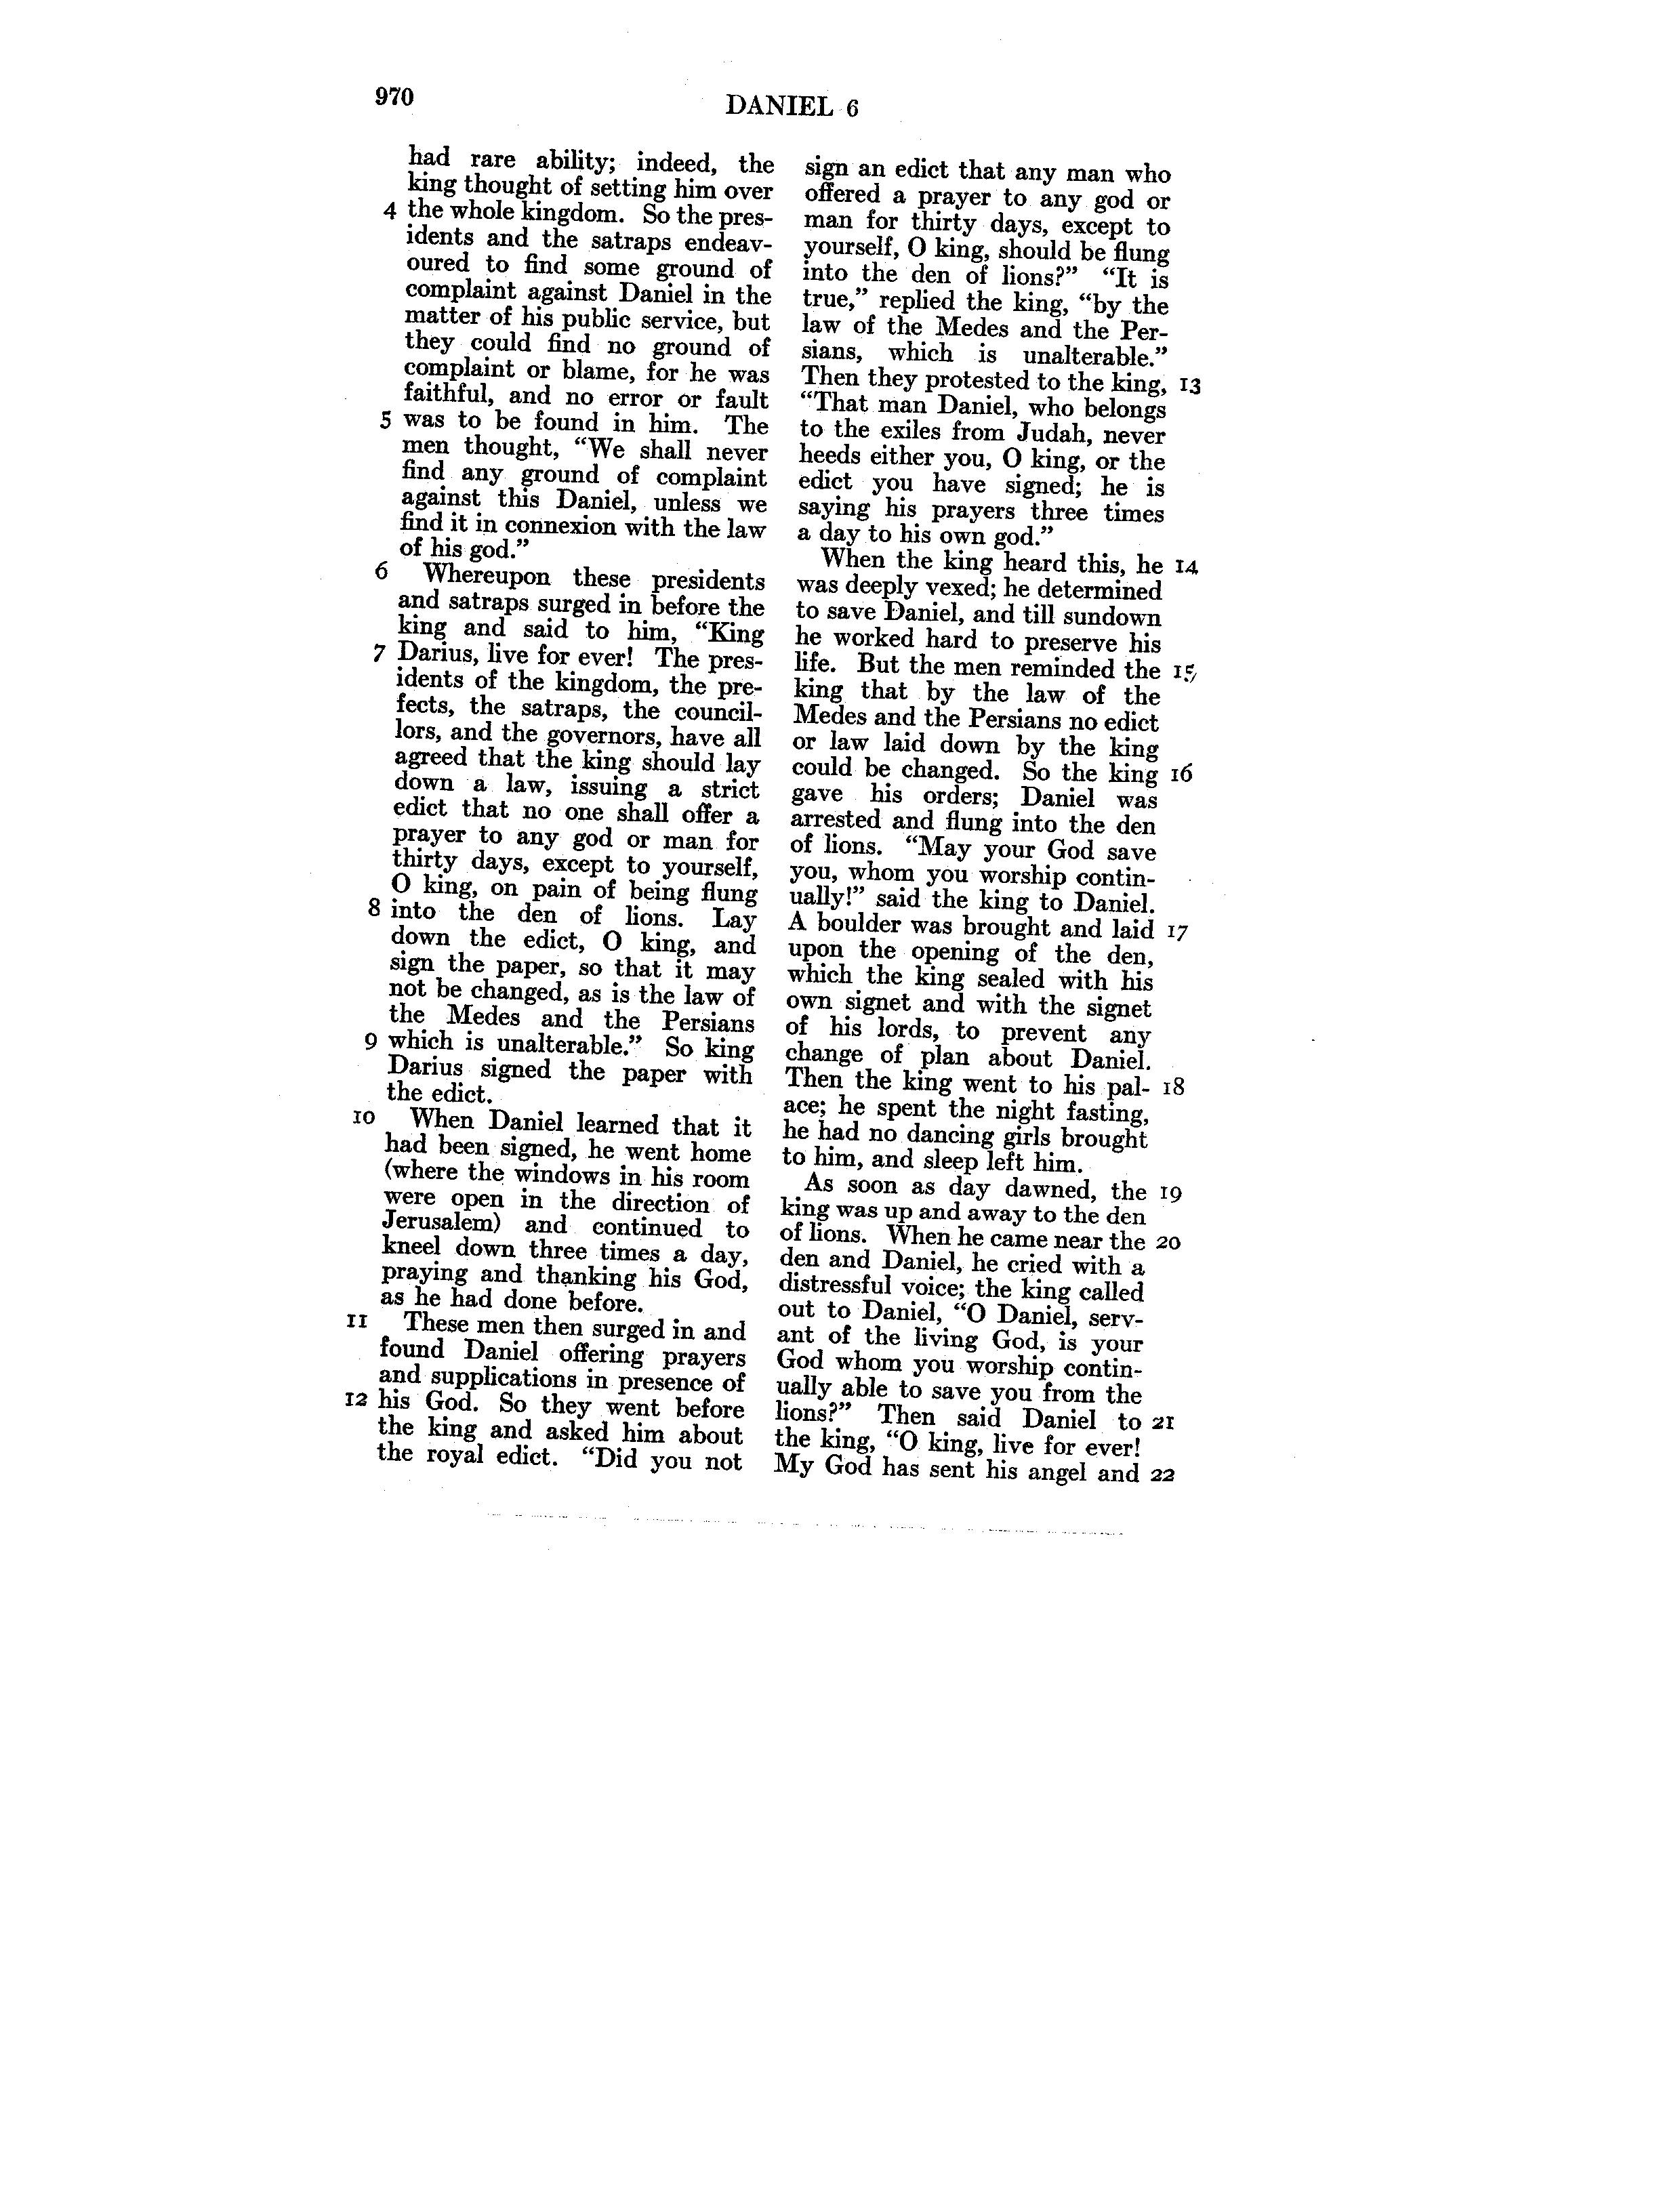 970
DANIEL 6
had rare ability; indeed, the
king thought of setting him over
4 the whole kingdom. So the pres-
idents and the satraps endeav-
oured to find some ground of
complaint against Daniel in the
matter of his public service, but
they could find no ground of
complaint or blame, for he was
faithful, and no error or fault
5 was to be found in him. The
men thought, “We shall never
find any ground of complaint
against this Daniel, unless we
find it in connexion with the law
of his god.”
6 Whereupon these presidents
and satraps surged in before the
king and said to him, “King
7 Darius, live for ever! The pres-
idents of the kingdom, the pre-
fects, the satraps, the council-
lors, and the governors, have all
agreed that the king should lay
down a law, issuing a strict
edict that no one shall offer a
prayer to any god or man for
thirty days, except to yourself,
O king, on pain of being flung
8 into the den of lions. Lay
down the edict, O king, and
sign the paper, so that it may
not be changed, as is the law of
the Medes and the Persians
9 which is unalterable.” So king
Darius signed the paper with
the edict.
10 When Daniel learned that it
had been signed, he went home
(where the windows in his room
were open in the direction of
Jerusalem) and continued to
kneel down three times a day,
praying and thanking his God,
as he had done before.
11 These men then surged in and
found Daniel offering prayers
and supplications in presence of
12 his God. So they went before
the king and asked him about
the royal edict. “Did you not
sign an edict that any man who
offered a prayer to any god or
man for thirty days, except to
yourself, O king, should be flung
into the den of lions?” “It is
true,” replied the king, “by the
law of the Medes and the Per-
sians, which is unalterable.”
Then they protested to the king, 13
“That man Daniel, who belongs
to the exiles from Judah, never
heeds either you, O king, or the
edict you have signed; he is
saying his prayers three times
a day to his own god.”
When the king heard this, he 14
was deeply vexed; he determined
to save Daniel, and till sundown
he worked hard to preserve his
life. But the men reminded the 15
king that by the law of the
Medes and the Persians no edict
or law laid down by the king
could be changed. So the king 16
gave his orders; Daniel was
arrested and flung into the den
of lions. “May your God save
you, whom you worship contin-
ually!” said the king to Daniel.
A boulder was brought and laid 17
upon the opening of the den,
which the king sealed with his
own signet and with the signet
of his lords, to prevent any
change of plan about Daniel.
Then the king went to his pal- 18
ace; he spent the night fasting,
he had no dancing girls brought
to him, and sleep left him.
As soon as day dawned, the 19
king was up and away to the den
of lions. When he came near the 20
den and Daniel, he cried with a
distressful voice; the king called
out to Daniel, “O Daniel, serv-
ant of the living God, is your
God whom you worship contin-
ually able to save you from the
lions?” Then said Daniel to 21
the king, “O king, live for ever!
My God has sent his angel and 22